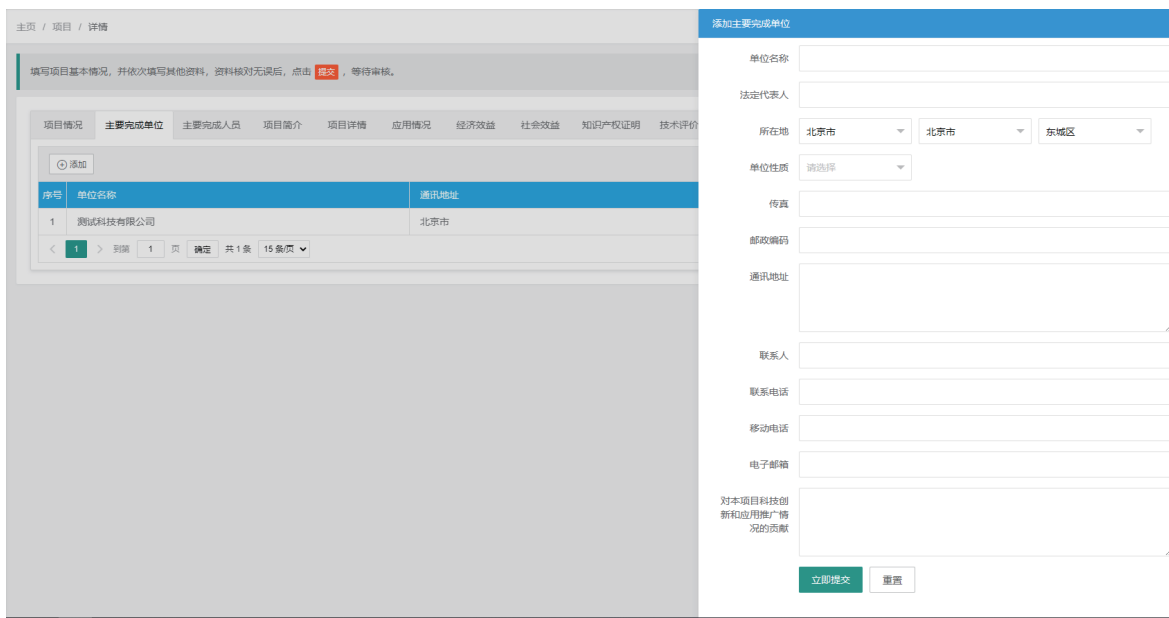 主页 / 项目 / 详情
填写项目基本情况，并依次填写其他资料，资料核对无误后，点击 提交 ，等待审核。
项目情况 主要完成单位 主要完成人员 项目简介 项目详情 应用情况 经济效益 社会效益 知识产权证明 技术评价
添加
序号 单位名称 通讯地址
1 测试科技有限公司 北京市
1 到第 1 页 确定 共 1 条 15 条/页
添加主要完成单位
单位名称
法定代表人
所在地 北京市 北京市 东城区
单位性质 请选择
传真
邮政编码
通讯地址
联系人
联系电话
移动电话
电子邮箱
对本项目科技创
新和应用推广情
况的贡献
立即提交 重置